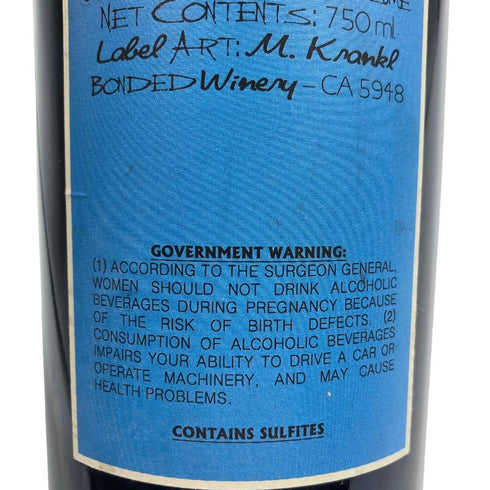 NET CONTENTS: 750 ml
Label ART: M. Krankl
BONDED Winery – CA 5948
GOVERNMENT WARNING:
(1) ACCORDING TO THE SURGEON GENERAL,
WOMEN SHOULD NOT DRINK ALCOHOLIC
BEVERAGES DURING PREGNANCY BECAUSE
OF THE RISK OF BIRTH DEFECTS. (2)
CONSUMPTION OF ALCOHOLIC BEVERAGES
IMPAIRS YOUR ABILITY TO DRIVE A CAR OR
OPERATE MACHINERY, AND MAY CAUSE
HEALTH PROBLEMS.
CONTAINS SULFITES